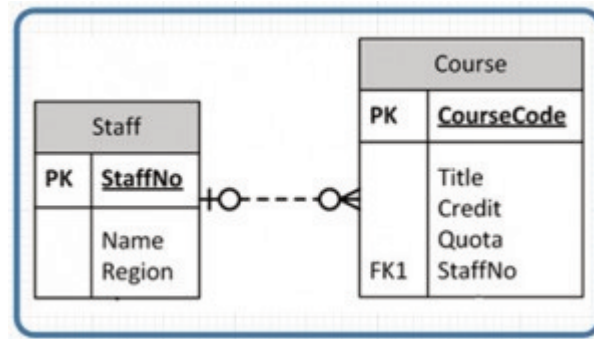 Staff
PK StaffNo
Name
Region
Course
PK CourseCode
Title
Credit
Quota
FK1 StaffNo